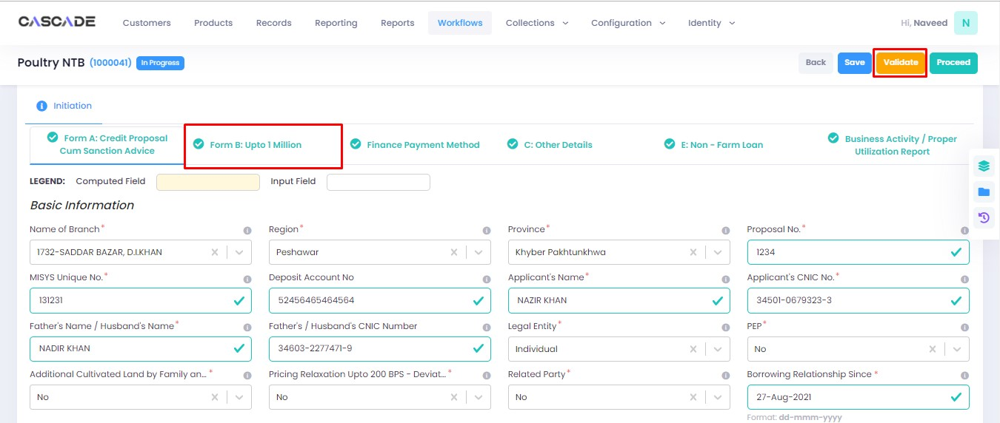 CASCADE Customers Products Records Reporting Reports Workflows Collections Configuration Identity Hi, Naveed N
Poultry NTB (1000041) In Progress Back Save Validate Proceed
Initiation
Form A: Credit Proposal Cum Sanction Advice
Form B: Upto 1 Million
Finance Payment Method
C: Other Details
E: Non - Farm Loan
Business Activity / Proper Utilization Report
LEGEND: Computed Field Input Field
Basic Information
Name of Branch* Region* Province* Proposal No.*
1732-SADDAR BAZAR, D.I.KHAN Peshawar Khyber Pakhtunkhwa 1234
MISYS Unique No.* Deposit Account No Applicant's Name* Applicant's CNIC No.*
131231 52456465464564 NAZIR KHAN 34501-0679323-3
Father's Name / Husband's Name* Father's / Husband's CNIC Number Legal Entity* PEP*
NADIR KHAN 34603-2277471-9 Individual No
Additional Cultivated Land by Family an... * Pricing Relaxation Upto 200 BPS - Deviat... * Related Party* Borrowing Relationship Since *
No No No 27-Aug-2021
Format: dd-mmm-yyyy